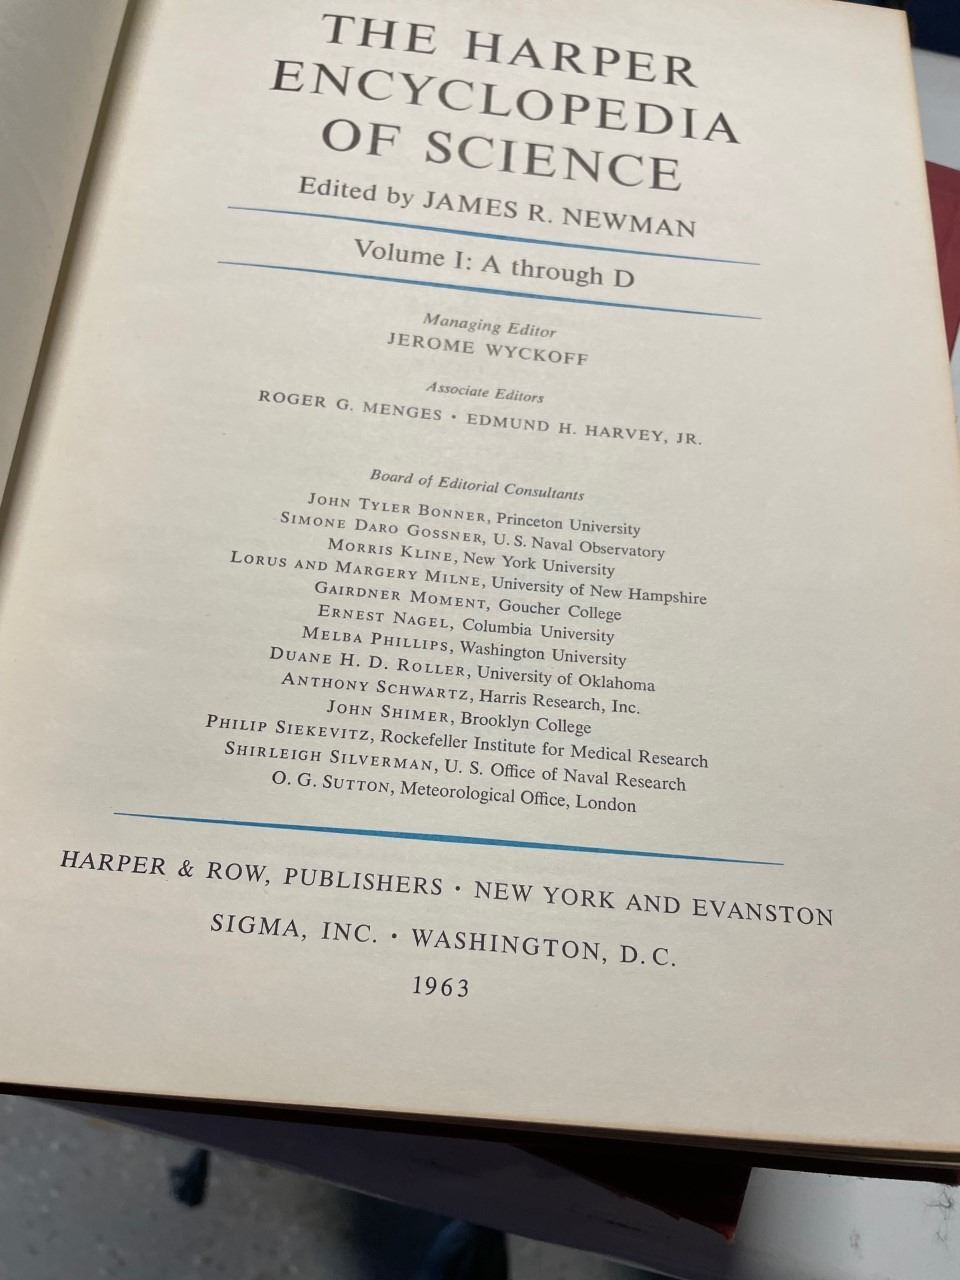 THE HARPER
ENCYCLOPEDIA
OF SCIENCE
Edited by JAMES R. NEWMAN
Volume I: A through D
Managing Editor
JEROME WYCKOFF
Associate Editors
ROGER G. MENGES • EDMUND H. HARVEY, JR.
Board of Editorial Consultants
JOHN TYLER BONNER, Princeton University
SIMONE DARO GOSSNER, U. S. Naval Observatory
MORRIS KLINE, New York University
LORUS AND MARGERY MILNE, University of New Hampshire
GAIRDNER MOMENT, Goucher College
ERNEST NAGEL, Columbia University
MELBA PHILLIPS, Washington University
DUANE H. D. ROLLER, University of Oklahoma
ANTHONY SCHWARTZ, Harris Research, Inc.
JOHN SHIMER, Brooklyn College
PHILIP SIEKEVITZ, Rockefeller Institute for Medical Research
SHIRLEIGH SILVERMAN, U. S. Office of Naval Research
O. G. SUTTON, Meteorological Office, London
HARPER & ROW, PUBLISHERS • NEW YORK AND EVANSTON
SIGMA, INC. • WASHINGTON, D. C.
1963